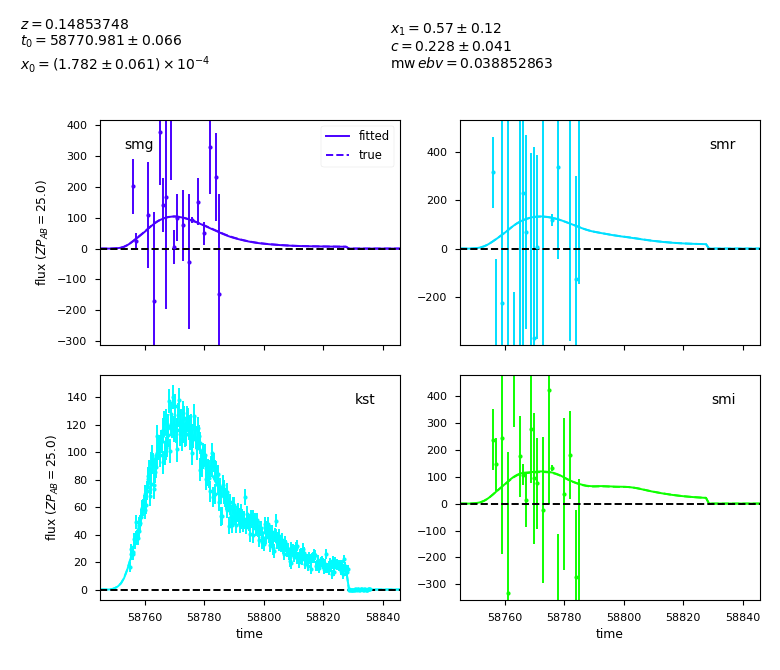 z = 0.14853748
t0 = 58770.981 ± 0.066
x0 = (1.782 ± 0.061) × 10^-4
x1 = 0.57 ± 0.12
c = 0.228 ± 0.041
mw ebv = 0.038852863
smg
fitted
true
400
300
200
100
0
−100
−200
−300
flux (ZP_AB = 25.0)
smr
400
200
0
−200
kst
140
120
100
80
60
40
20
0
flux (ZP_AB = 25.0)
58760 58780 58800 58820 58840
time
smi
400
300
200
100
0
−100
−200
−300
58760 58780 58800 58820 58840
time